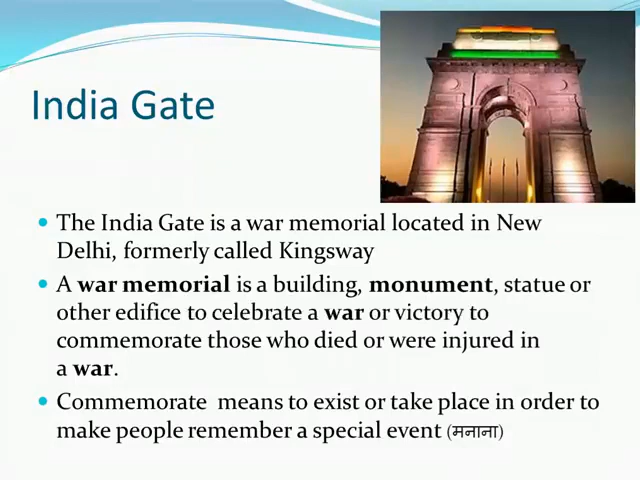 India Gate
The India Gate is a war memorial located in New
Delhi, formerly called Kingsway
A war memorial is a building, monument, statue or
other edifice to celebrate a war or victory to
commemorate those who died or were injured in
a war.
Commemorate  means to exist or take place in order to
make people remember a special event (मनाना)